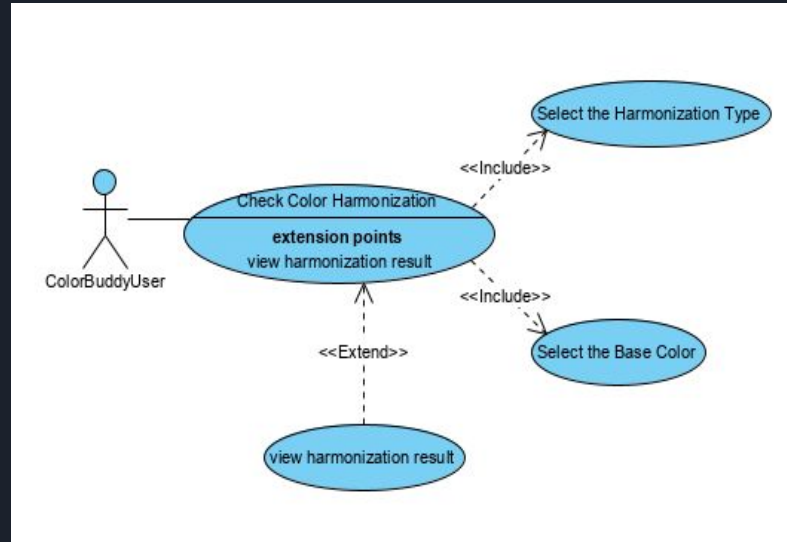 Select the Harmonization Type
<<Include>>
Check Color Harmonization
extension points
view harmonization result
ColorBuddyUser
<<Include>>
<<Extend>>
Select the Base Color
view harmonization result